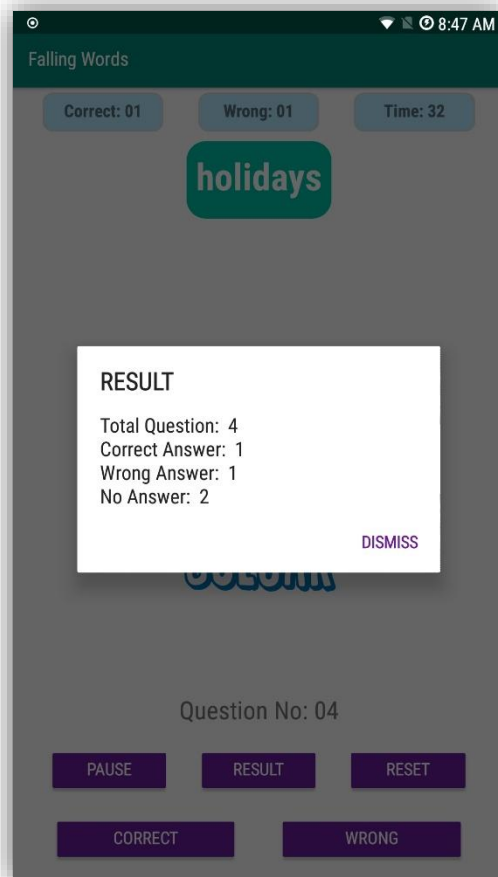 8:47 AM
Falling Words
Correct: 01 Wrong: 01 Time: 32
holidays
RESULT
Total Question: 4
Correct Answer: 1
Wrong Answer: 1
No Answer: 2
DISMISS
Question No: 04
PAUSE RESULT RESET
CORRECT WRONG